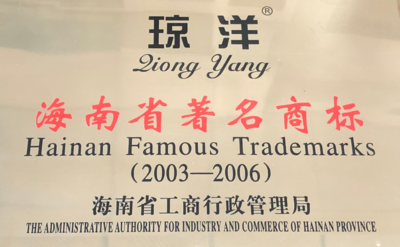 琼洋®
Qiong Yang
海南省著名商标
Hainan Famous Trademarks
(2003—2006)
海南省工商行政管理局
THE ADMINISTRATIVE AUTHORITY FOR INDUSTRY AND COMMERCE OF HAINAN PROVINCE